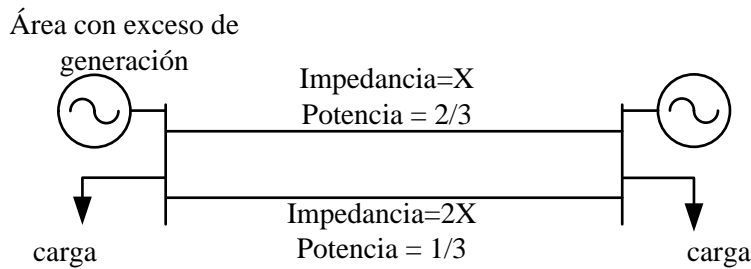 Área con exceso de
generación
Impedancia=X
Potencia = 2/3
Impedancia=2X
Potencia = 1/3
carga
carga